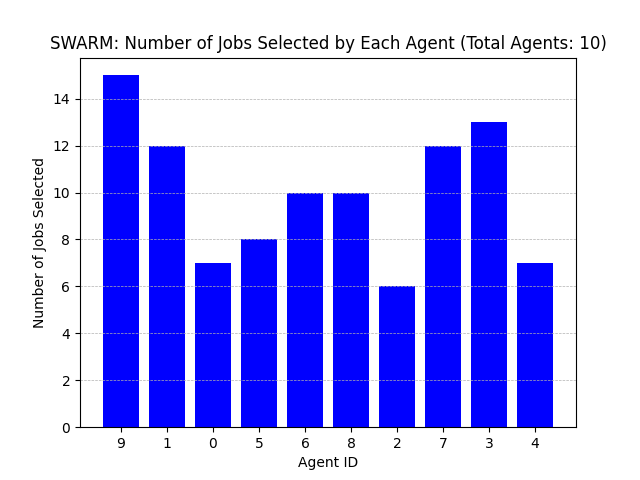 SWARM: Number of Jobs Selected by Each Agent (Total Agents: 10)
Number of Jobs Selected
14
12
10
8
6
4
2
0
9 1 0 5 6 8 2 7 3 4
Agent ID